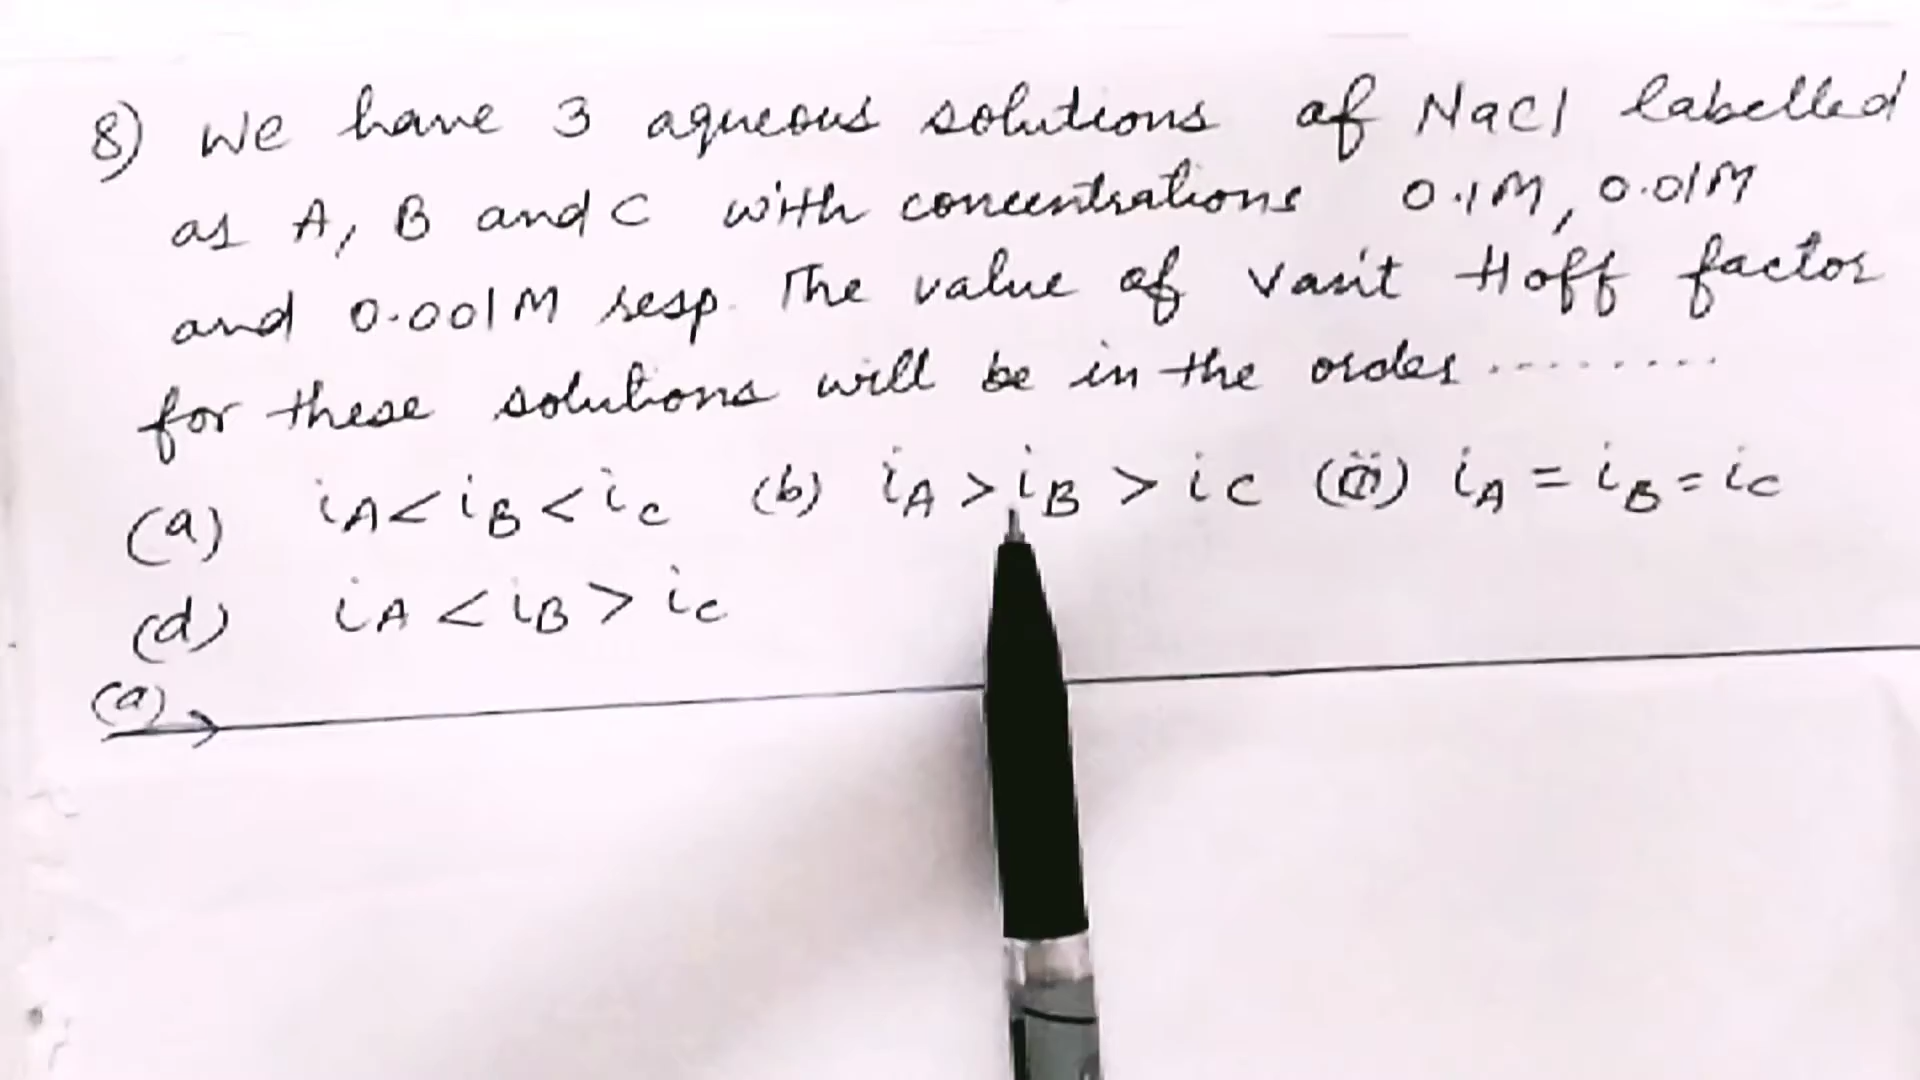 8) We have 3 aqueous solutions of NaCl labelled
as A, B and C with concentrations 0.1M, 0.01M
and 0.001M resp. The value of Van't Hoff factor
for these solutions will be in the order .........
(a) iA < iB < ic (b) iA > iB > ic (iii) iA = iB = ic
(d) iA < iB > ic
(a) →